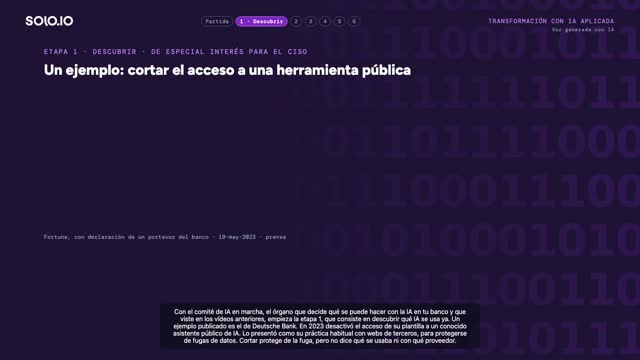 SOLO.IO
Partida
1 · Descubrir
2
3
4
5
6
TRANSFORMACIÓN CON IA APLICADA
Voz generada con IA
ETAPA 1 · DESCUBRIR · DE ESPECIAL INTERÉS PARA EL CISO
Un ejemplo: cortar el acceso a una herramienta pública
Fortune, con declaración de un portavoz del banco · 19-may-2023 · prensa
Con el comité de IA en marcha, el órgano que decide qué se puede hacer con la IA en tu banco y que
viste en los vídeos anteriores, empieza la etapa 1, que consiste en descubrir qué IA se usa ya. Un
ejemplo publicado es el de Deutsche Bank. En 2023 desactivó el acceso de su plantilla a un conocido
asistente público de IA. Lo presentó como su práctica habitual con webs de terceros, para protegerse
de fugas de datos. Cortar protege de la fuga, pero no dice qué se usaba ni con qué proveedor.